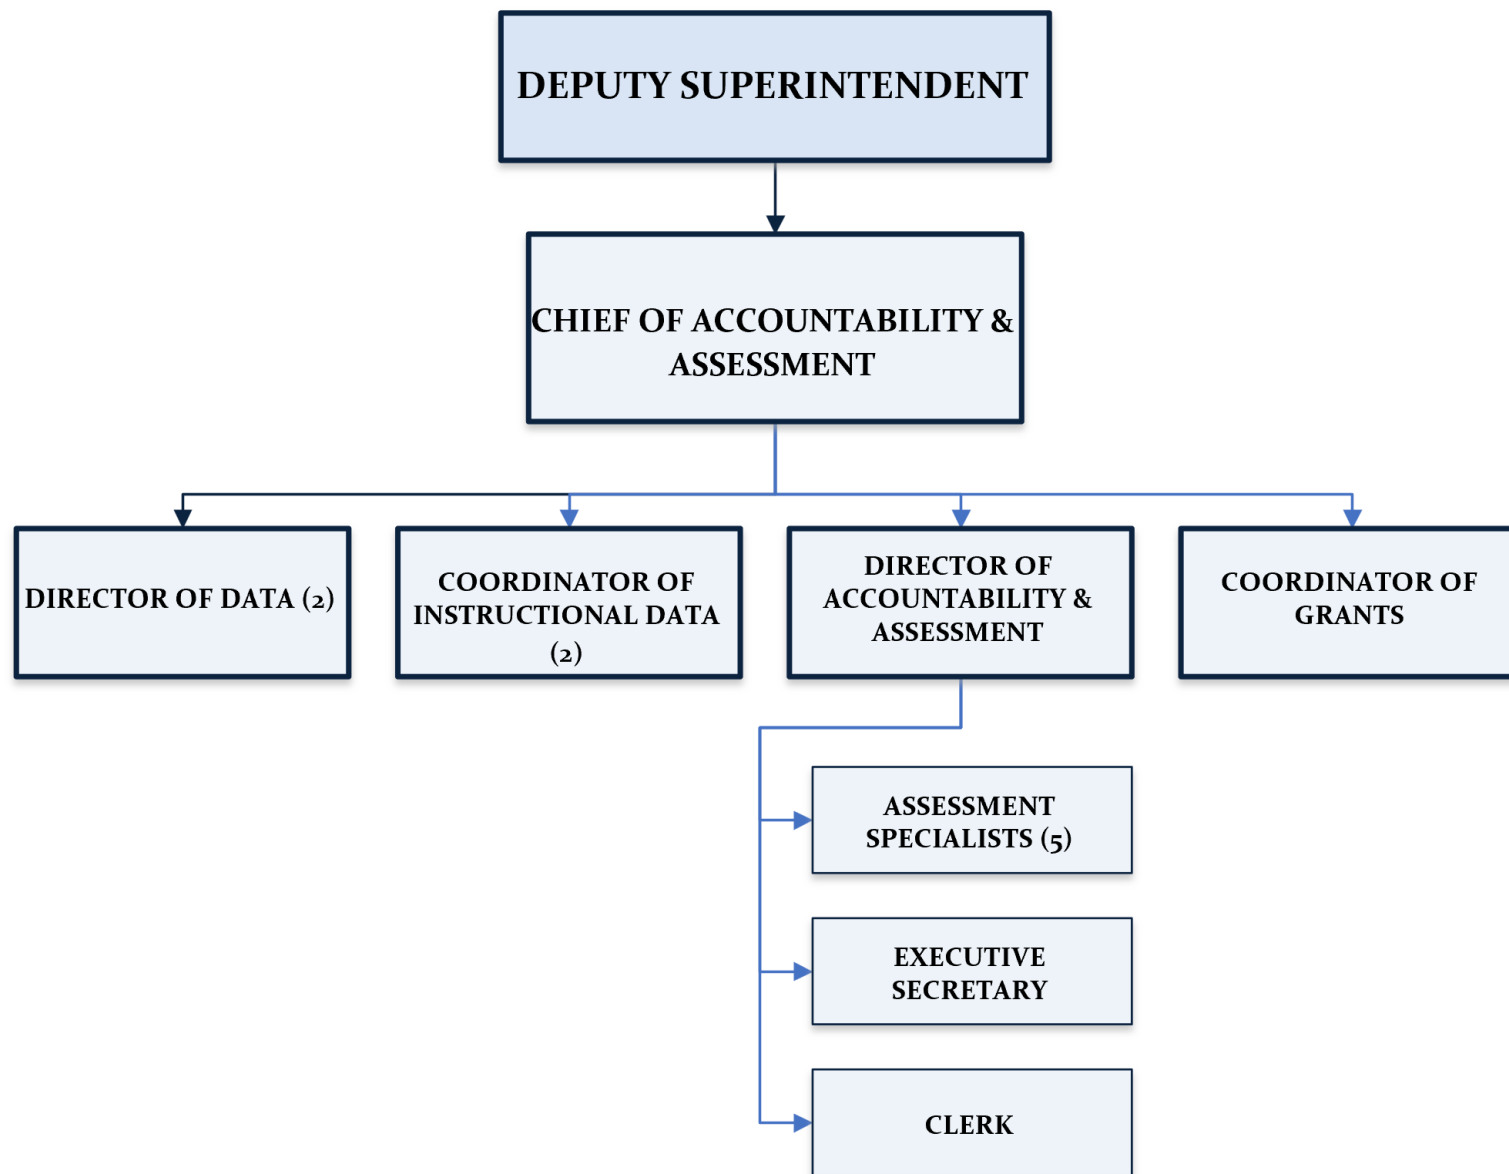 DEPUTY SUPERINTENDENT
CHIEF OF ACCOUNTABILITY &
ASSESSMENT
DIRECTOR OF DATA (2)
COORDINATOR OF
INSTRUCTIONAL DATA
(2)
DIRECTOR OF
ACCOUNTABILITY &
ASSESSMENT
COORDINATOR OF
GRANTS
ASSESSMENT
SPECIALISTS (5)
EXECUTIVE
SECRETARY
CLERK